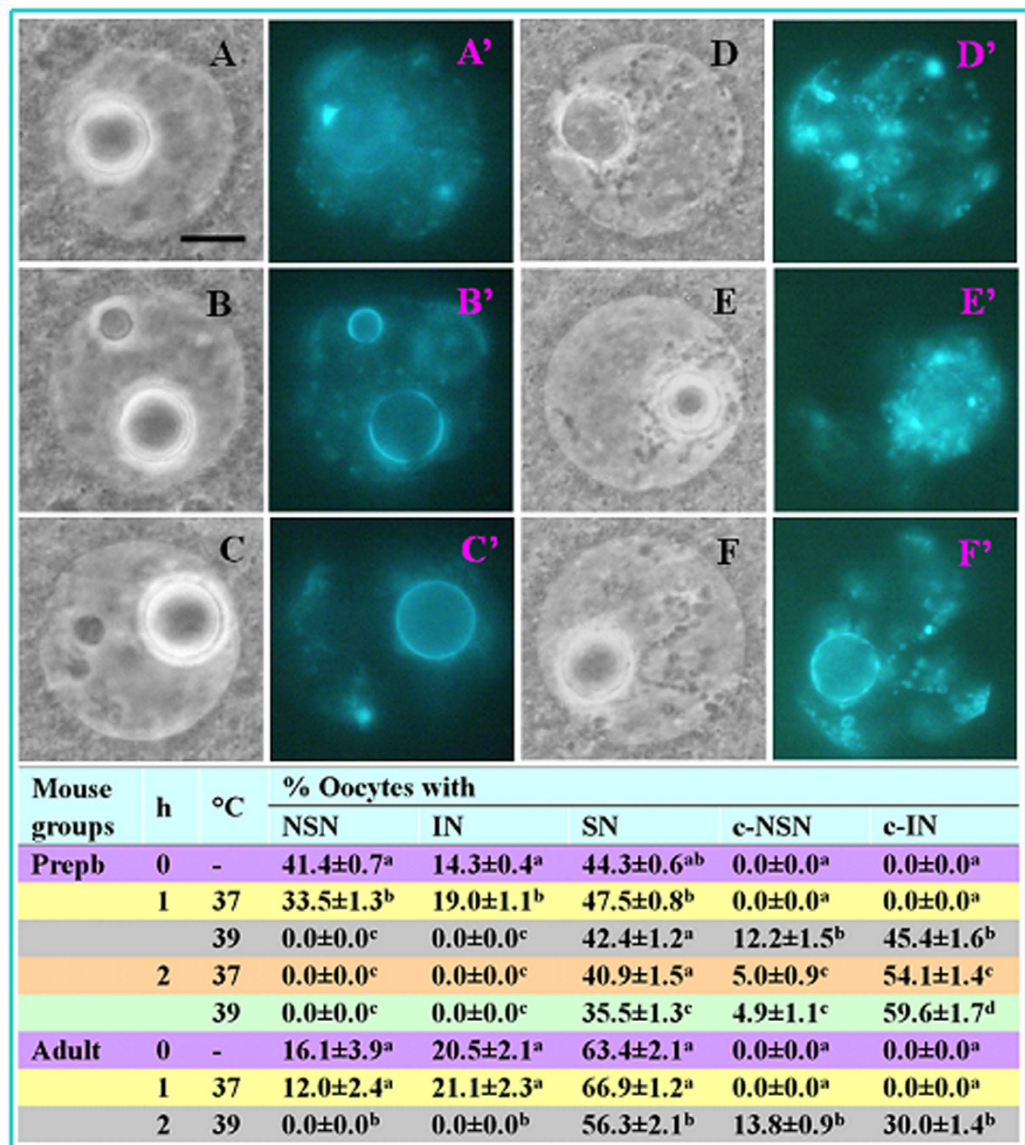 A A' D D'
B B' E E'
C C' F F'
Mouse groups h °C % Oocytes with
NSN IN SN c-NSN c-IN
Prepb 0 - 41.4±0.7ᵃ 14.3±0.4ᵃ 44.3±0.6ᵃᵇ 0.0±0.0ᵃ 0.0±0.0ᵃ
1 37 33.5±1.3ᵇ 19.0±1.1ᵇ 47.5±0.8ᵇ 0.0±0.0ᵃ 0.0±0.0ᵃ
39 0.0±0.0ᶜ 0.0±0.0ᶜ 42.4±1.2ᵃ 12.2±1.5ᵇ 45.4±1.6ᵇ
2 37 0.0±0.0ᶜ 0.0±0.0ᶜ 40.9±1.5ᵃ 5.0±0.9ᶜ 54.1±1.4ᶜ
39 0.0±0.0ᶜ 0.0±0.0ᶜ 35.5±1.3ᶜ 4.9±1.1ᶜ 59.6±1.7ᵈ
Adult 0 - 16.1±3.9ᵃ 20.5±2.1ᵃ 63.4±2.1ᵃ 0.0±0.0ᵃ 0.0±0.0ᵃ
1 37 12.0±2.4ᵃ 21.1±2.3ᵃ 66.9±1.2ᵃ 0.0±0.0ᵃ 0.0±0.0ᵃ
2 39 0.0±0.0ᵇ 0.0±0.0ᵇ 56.3±2.1ᵇ 13.8±0.9ᵇ 30.0±1.4ᵇ